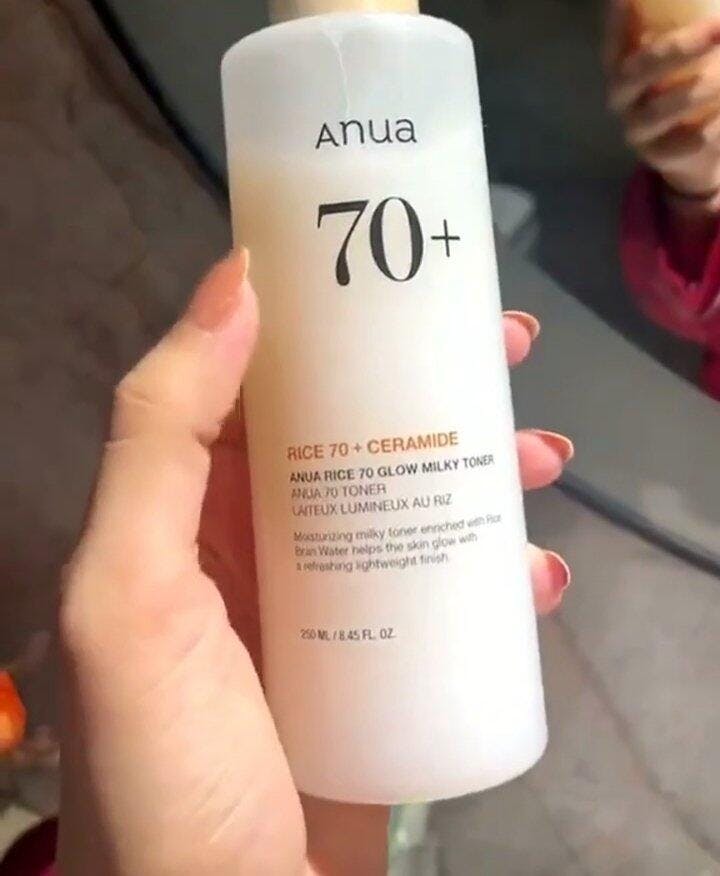 Anua
70+
RICE 70 + CERAMIDE
ANUA RICE 70 GLOW MILKY TONER
ANUA 70 TONER
LAITEUX LUMINEUX AU RIZ
Moisturizing milky toner enriched with Rice
Bran Water helps the skin glow with
a refreshing lightweight finish.
250 ML / 8.45 FL. OZ.